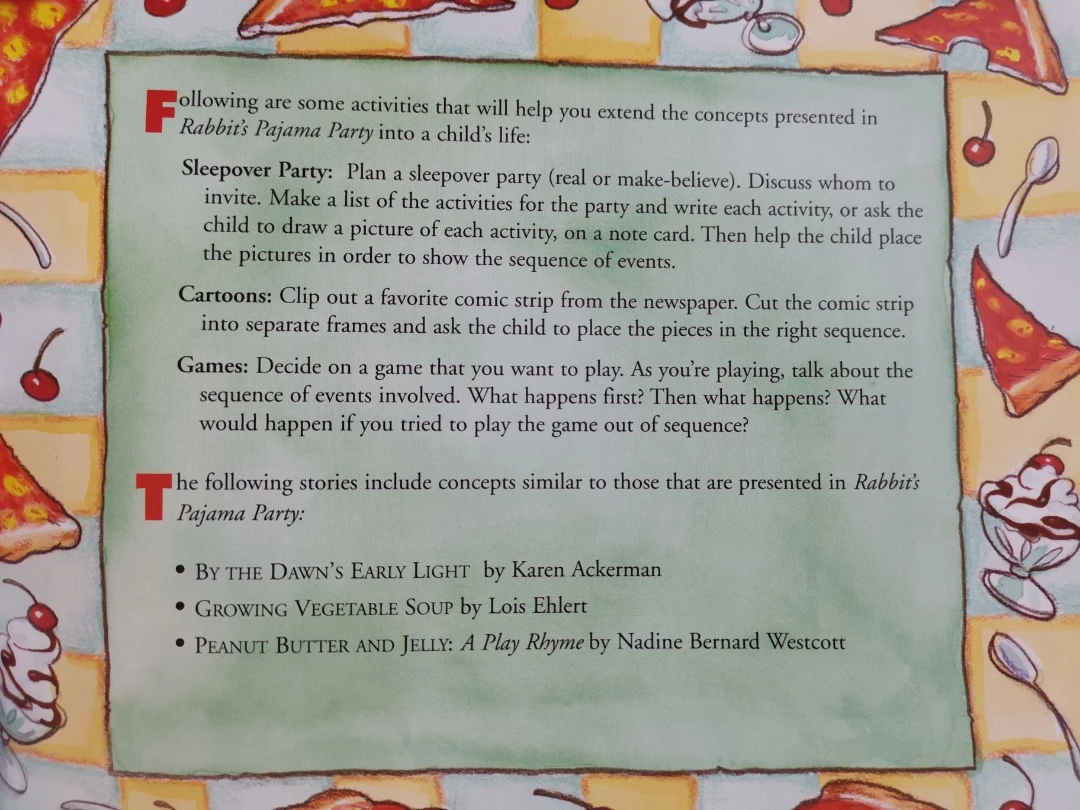 Following are some activities that will help you extend the concepts presented in
Rabbit's Pajama Party into a child's life:
Sleepover Party: Plan a sleepover party (real or make-believe). Discuss whom to
invite. Make a list of the activities for the party and write each activity, or ask the
child to draw a picture of each activity, on a note card. Then help the child place
the pictures in order to show the sequence of events.
Cartoons: Clip out a favorite comic strip from the newspaper. Cut the comic strip
into separate frames and ask the child to place the pieces in the right sequence.
Games: Decide on a game that you want to play. As you're playing, talk about the
sequence of events involved. What happens first? Then what happens? What
would happen if you tried to play the game out of sequence?
The following stories include concepts similar to those that are presented in Rabbit's
Pajama Party:
• BY THE DAWN'S EARLY LIGHT by Karen Ackerman
• GROWING VEGETABLE SOUP by Lois Ehlert
• PEANUT BUTTER AND JELLY: A Play Rhyme by Nadine Bernard Westcott